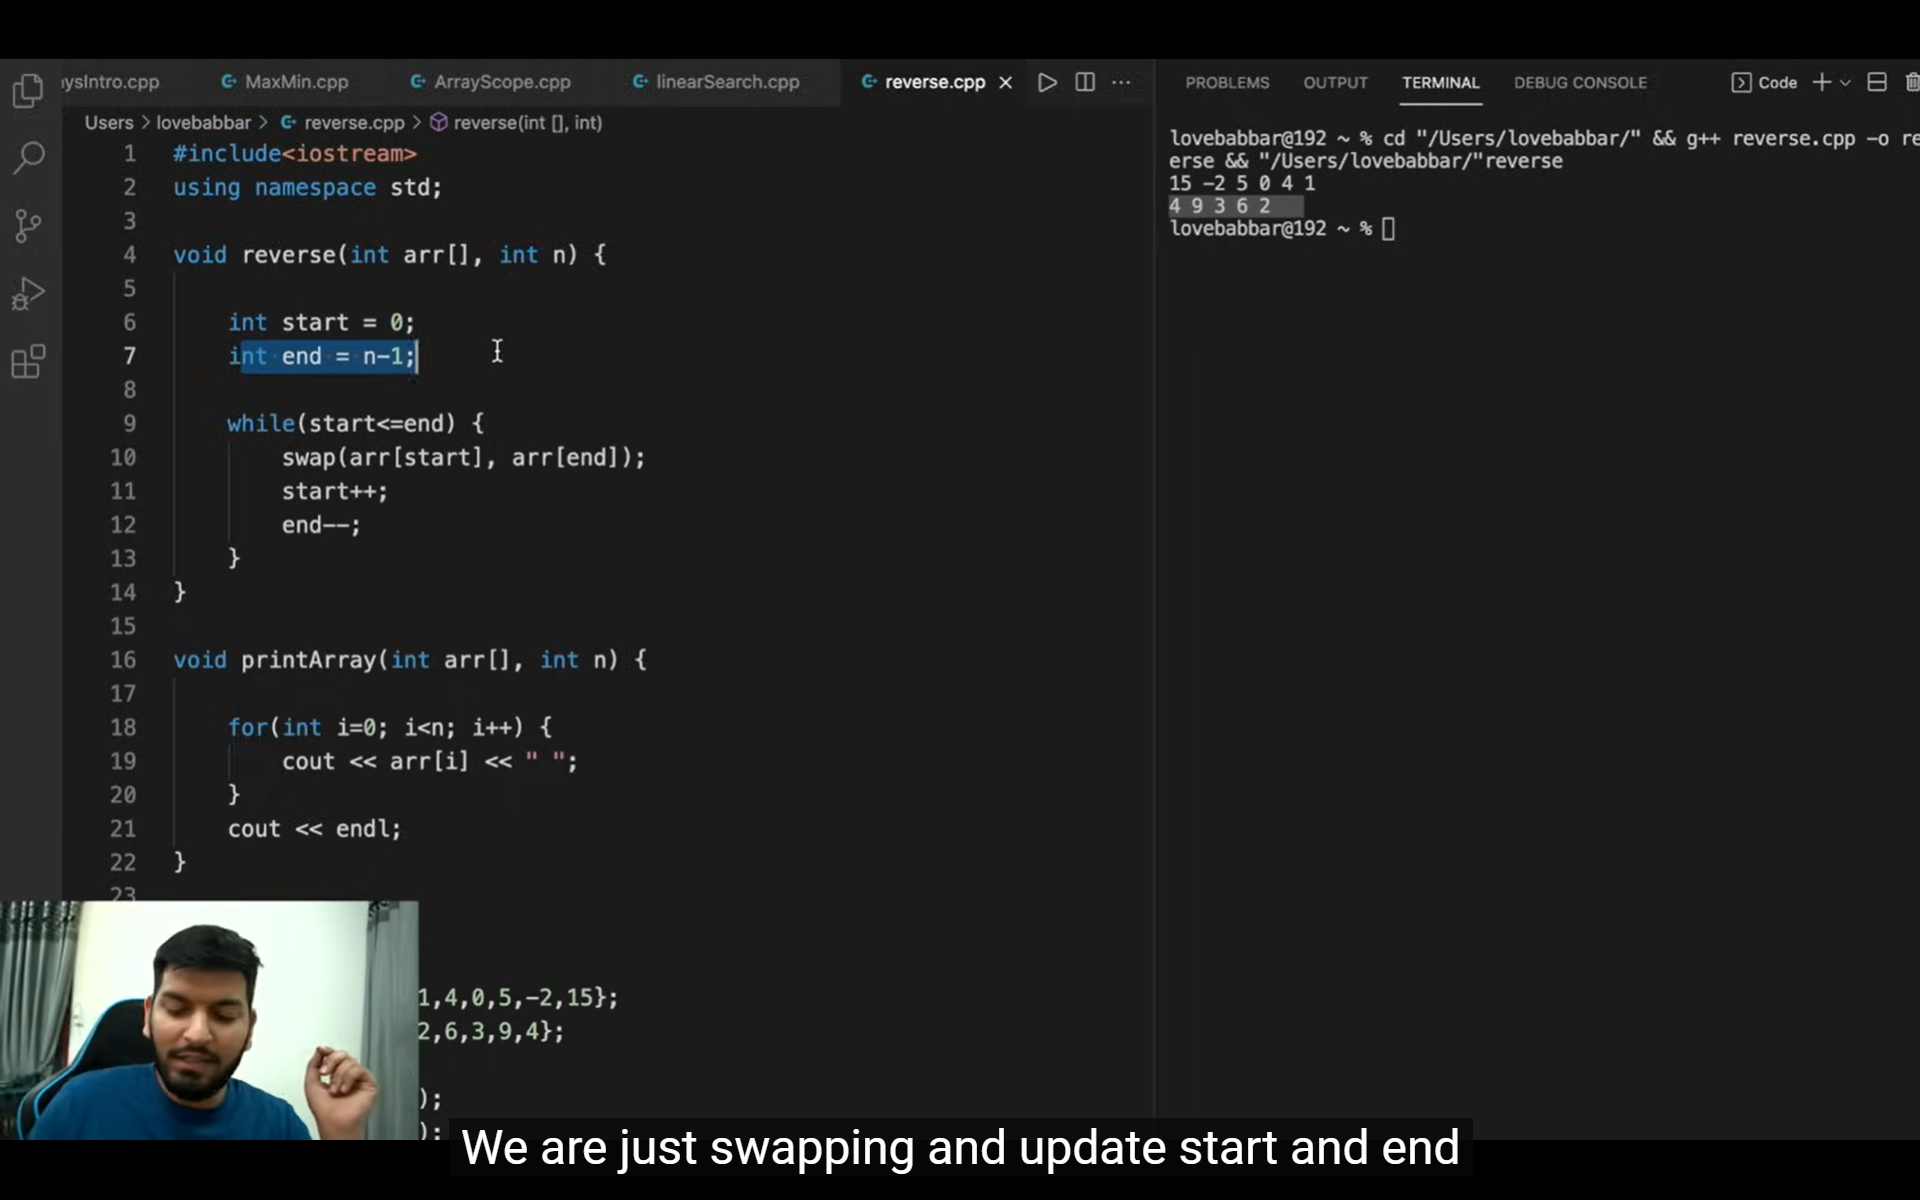 ysIntro.cpp MaxMin.cpp ArrayScope.cpp linearSearch.cpp reverse.cpp
Users > lovebabbar > reverse.cpp > reverse(int [], int)
1 #include<iostream>
2 using namespace std;
3
4 void reverse(int arr[], int n) {
5
6 int start = 0;
7 int end = n-1;
8
9 while(start<=end) {
10 swap(arr[start], arr[end]);
11 start++;
12 end--;
13 }
14 }
15
16 void printArray(int arr[], int n) {
17
18 for(int i=0; i<n; i++) {
19 cout << arr[i] << " ";
20 }
21 cout << endl;
22 }
23
1,4,0,5,-2,15};
2,6,3,9,4};
);
);
PROBLEMS OUTPUT TERMINAL DEBUG CONSOLE Code
lovebabbar@192 ~ % cd "/Users/lovebabbar/" && g++ reverse.cpp -o re
erse && "/Users/lovebabbar/"reverse
15 -2 5 0 4 1
4 9 3 6 2
lovebabbar@192 ~ %
We are just swapping and update start and end